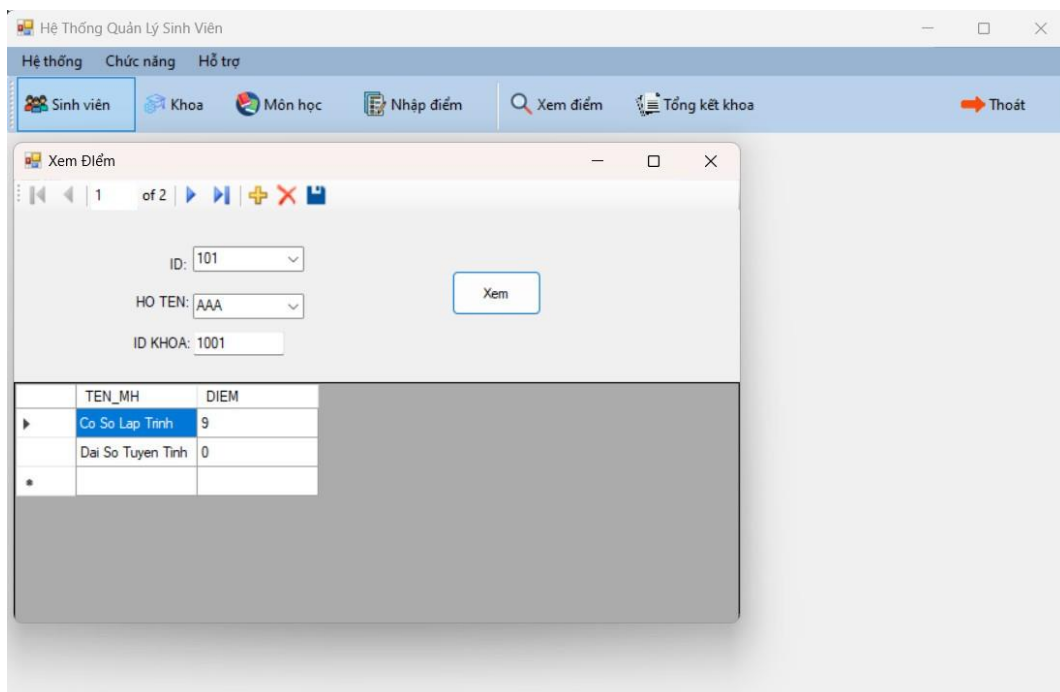 Hệ Thống Quản Lý Sinh Viên
Hệ thống Chức năng Hỗ trợ
Sinh viên Khoa Môn học Nhập điểm Xem điểm Tổng kết khoa Thoát
Xem ĐIểm
1 of 2
ID: 101
HO TEN: AAA
Xem
ID KHOA: 1001
TEN_MH DIEM
Co So Lap Trinh 9
Dai So Tuyen Tinh 0